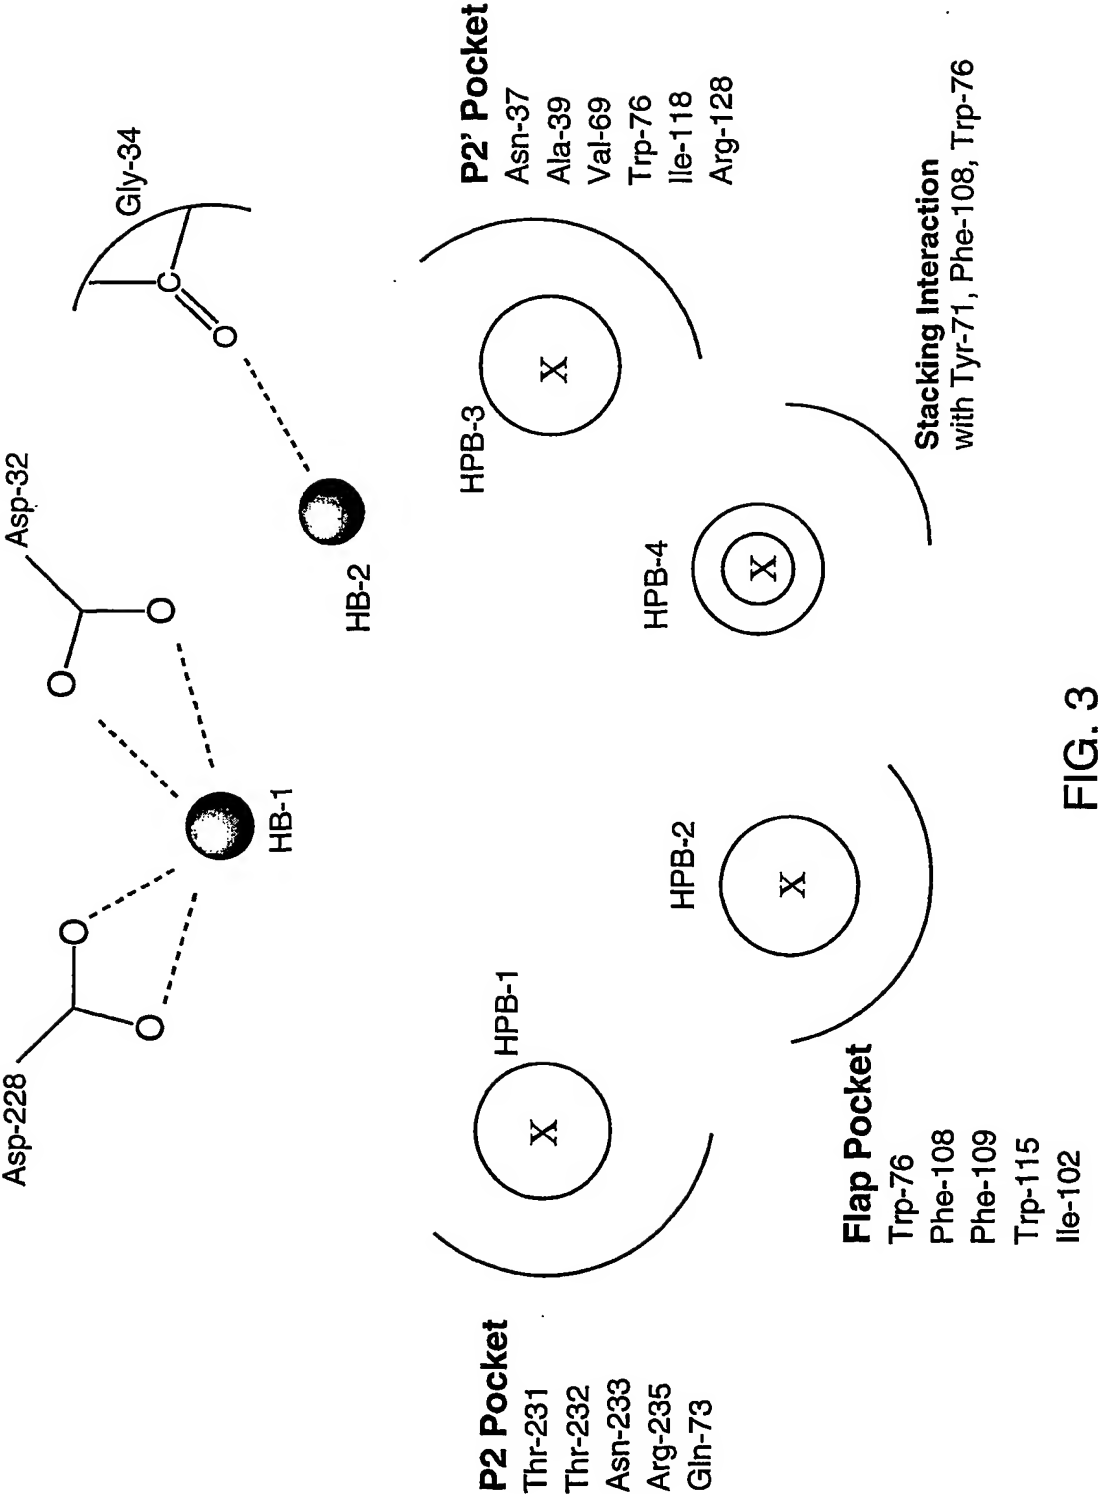 Asp-228
O
O
HB-1
Asp-32
O
O
HB-2
Gly-34
C
O
P2 Pocket
Thr-231
Thr-232
Asn-233
Arg-235
Gln-73
HPB-1
X
Flap Pocket
Trp-76
Phe-108
Phe-109
Trp-115
Ile-102
HPB-2
X
HPB-4
X
HPB-3
X
P2' Pocket
Asn-37
Ala-39
Val-69
Trp-76
Ile-118
Arg-128
Stacking Interaction
with Tyr-71, Phe-108, Trp-76
FIG. 3